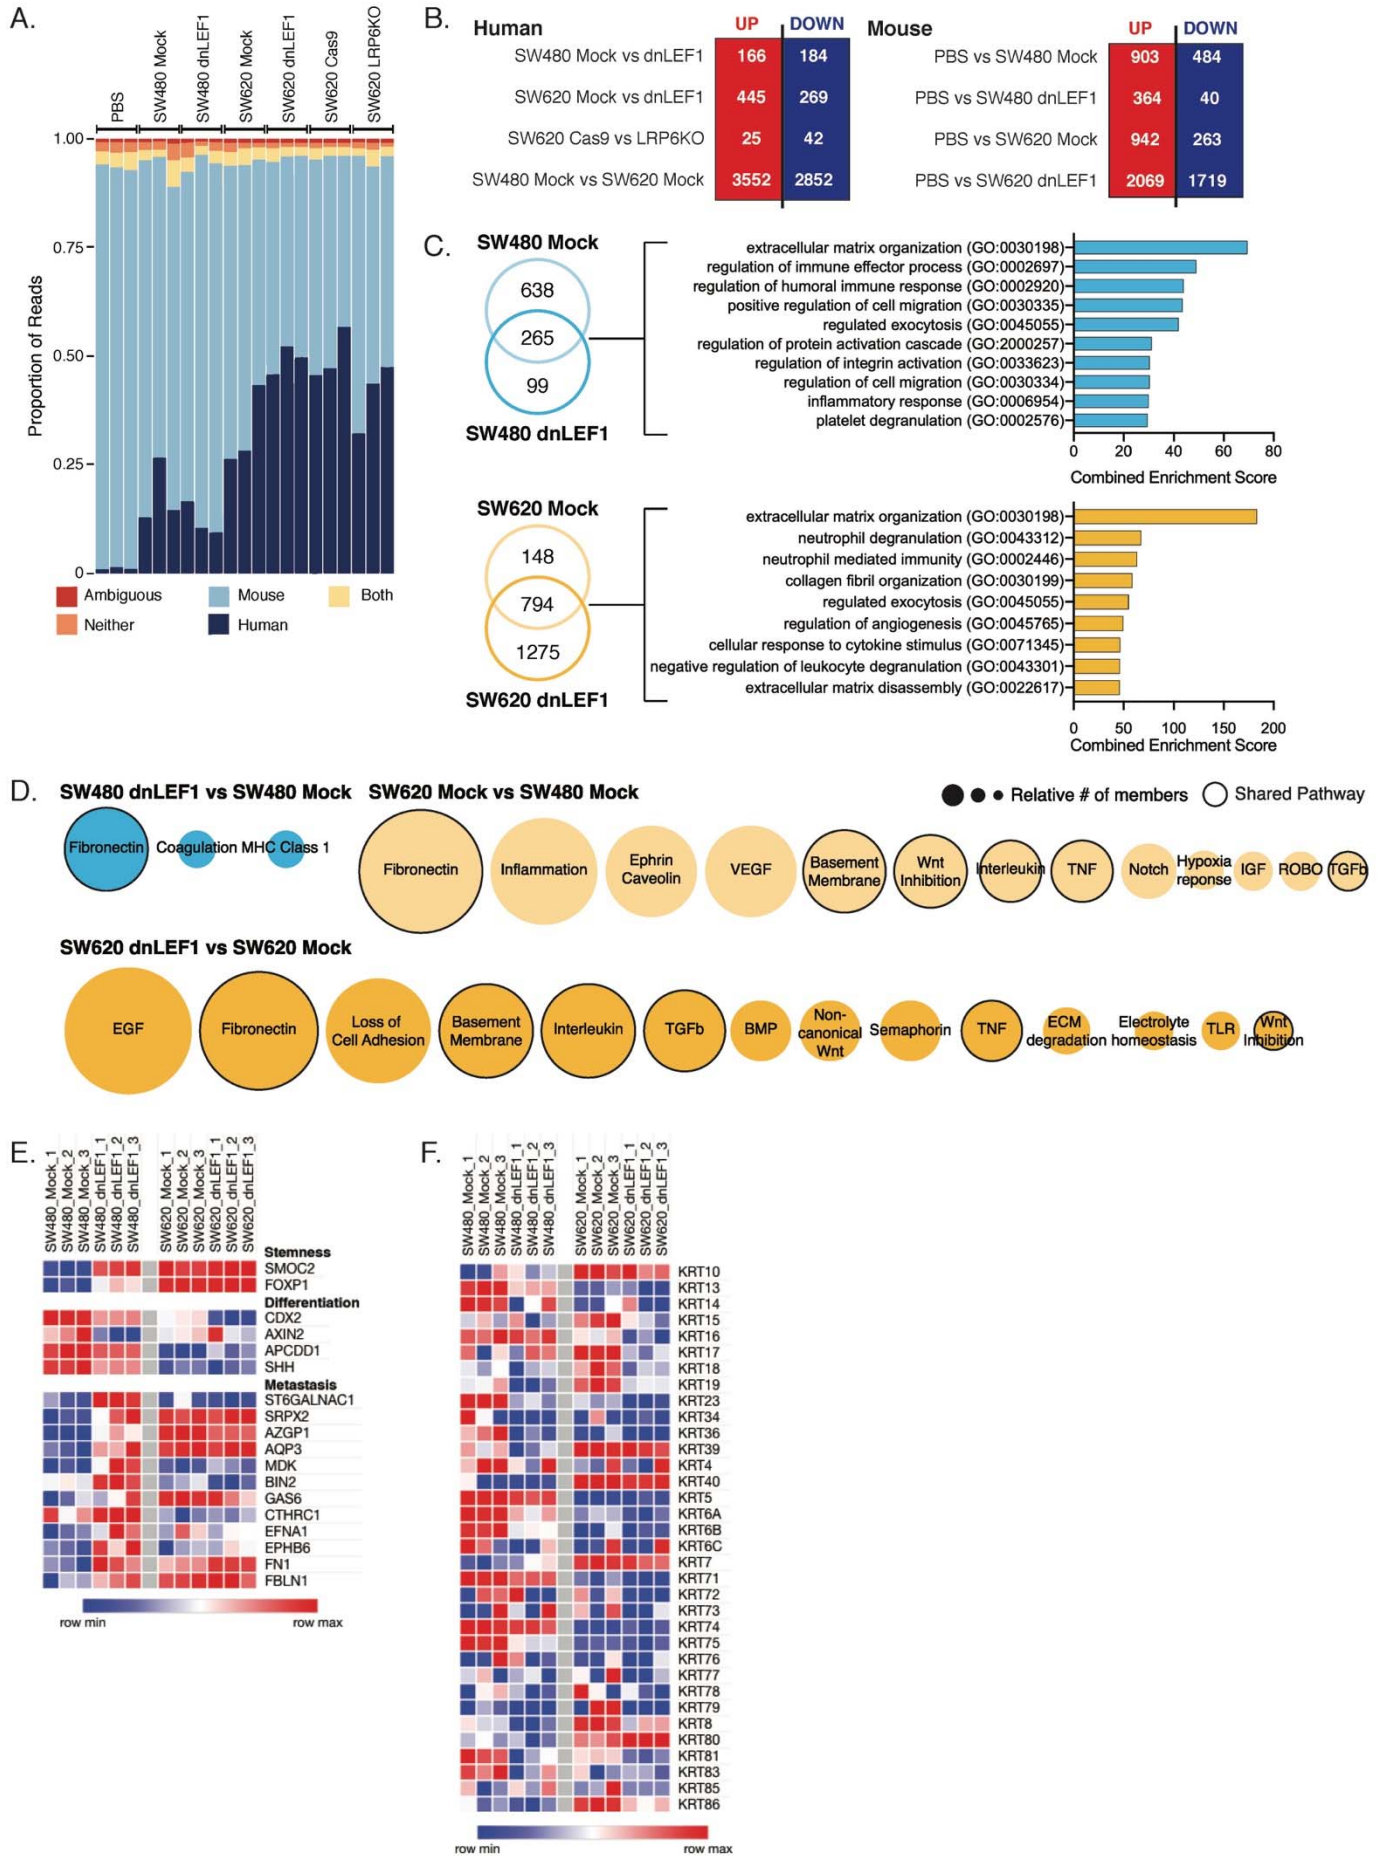 A.
PBS
SW480 Mock
SW480 dnLEF1
SW620 Mock
SW620 dnLEF1
SW620 Cas9
SW620 LRP6KO
1.00
0.75
0.50
0.25
0
Proportion of Reads
Ambiguous
Mouse
Both
Neither
Human
B.
Human
UP
DOWN
SW480 Mock vs dnLEF1 166 184
SW620 Mock vs dnLEF1 445 269
SW620 Cas9 vs LRP6KO 25 42
SW480 Mock vs SW620 Mock 3552 2852
Mouse
UP
DOWN
PBS vs SW480 Mock 903 484
PBS vs SW480 dnLEF1 364 40
PBS vs SW620 Mock 942 263
PBS vs SW620 dnLEF1 2069 1719
C.
SW480 Mock
638
265
99
SW480 dnLEF1
extracellular matrix organization (GO:0030198)
regulation of immune effector process (GO:0002697)
regulation of humoral immune response (GO:0002920)
positive regulation of cell migration (GO:0030335)
regulated exocytosis (GO:0045055)
regulation of protein activation cascade (GO:2000257)
regulation of integrin activation (GO:0033623)
regulation of cell migration (GO:0030334)
inflammatory response (GO:0006954)
platelet degranulation (GO:0002576)
0 20 40 60 80
Combined Enrichment Score
SW620 Mock
148
794
1275
SW620 dnLEF1
extracellular matrix organization (GO:0030198)
neutrophil degranulation (GO:0043312)
neutrophil mediated immunity (GO:0002446)
collagen fibril organization (GO:0030199)
regulated exocytosis (GO:0045055)
regulation of angiogenesis (GO:0045765)
cellular response to cytokine stimulus (GO:0071345)
negative regulation of leukocyte degranulation (GO:0043301)
extracellular matrix disassembly (GO:0022617)
0 50 100 150 200
Combined Enrichment Score
D.
SW480 dnLEF1 vs SW480 Mock
Fibronectin
Coagulation
MHC Class 1
SW620 Mock vs SW480 Mock
Relative # of members
Shared Pathway
Fibronectin
Inflammation
Ephrin
Caveolin
VEGF
Basement
Membrane
Wnt
Inhibition
Interleukin
TNF
Notch
Hypoxia
reponse
IGF
ROBO
TGFb
SW620 dnLEF1 vs SW620 Mock
EGF
Fibronectin
Loss of
Cell Adhesion
Basement
Membrane
Interleukin
TGFb
BMP
Non-
canonical
Wnt
Semaphorin
TNF
ECM
degradation
Electrolyte
homeostasis
TLR
Wnt
Inhibition
E.
SW480_Mock_1
SW480_Mock_2
SW480_Mock_3
SW480_dnLEF1_1
SW480_dnLEF1_2
SW480_dnLEF1_3
SW620_Mock_1
SW620_Mock_2
SW620_Mock_3
SW620_dnLEF1_1
SW620_dnLEF1_2
SW620_dnLEF1_3
Stemness
SMOC2
FOXP1
Differentiation
CDX2
AXIN2
APCDD1
SHH
Metastasis
ST6GALNAC1
SRPX2
AZGP1
AQP3
MDK
BIN2
GAS6
CTHRC1
EFNA1
EPHB6
FN1
FBLN1
row min
row max
F.
SW480_Mock_1
SW480_Mock_2
SW480_Mock_3
SW480_dnLEF1_1
SW480_dnLEF1_2
SW480_dnLEF1_3
SW620_Mock_1
SW620_Mock_2
SW620_Mock_3
SW620_dnLEF1_1
SW620_dnLEF1_2
SW620_dnLEF1_3
KRT10
KRT13
KRT14
KRT15
KRT16
KRT17
KRT18
KRT19
KRT23
KRT34
KRT36
KRT39
KRT4
KRT40
KRT5
KRT6A
KRT6B
KRT6C
KRT7
KRT71
KRT72
KRT73
KRT74
KRT75
KRT76
KRT77
KRT78
KRT79
KRT8
KRT80
KRT81
KRT83
KRT85
KRT86
row min
row max